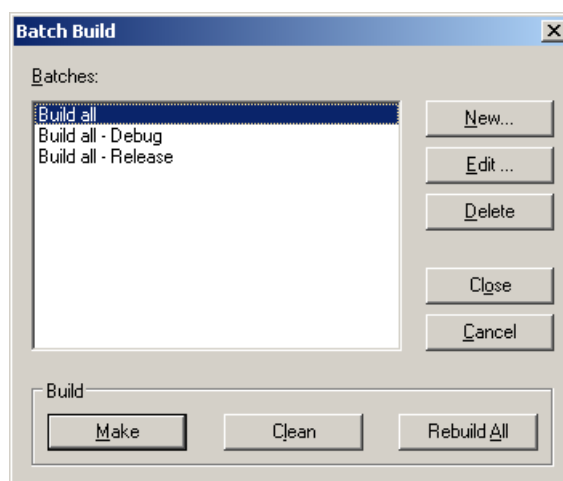 Batch Build
Batches:
Build all
Build all - Debug
Build all - Release
New...
Edit ...
Delete
Close
Cancel
Build
Make
Clean
Rebuild All